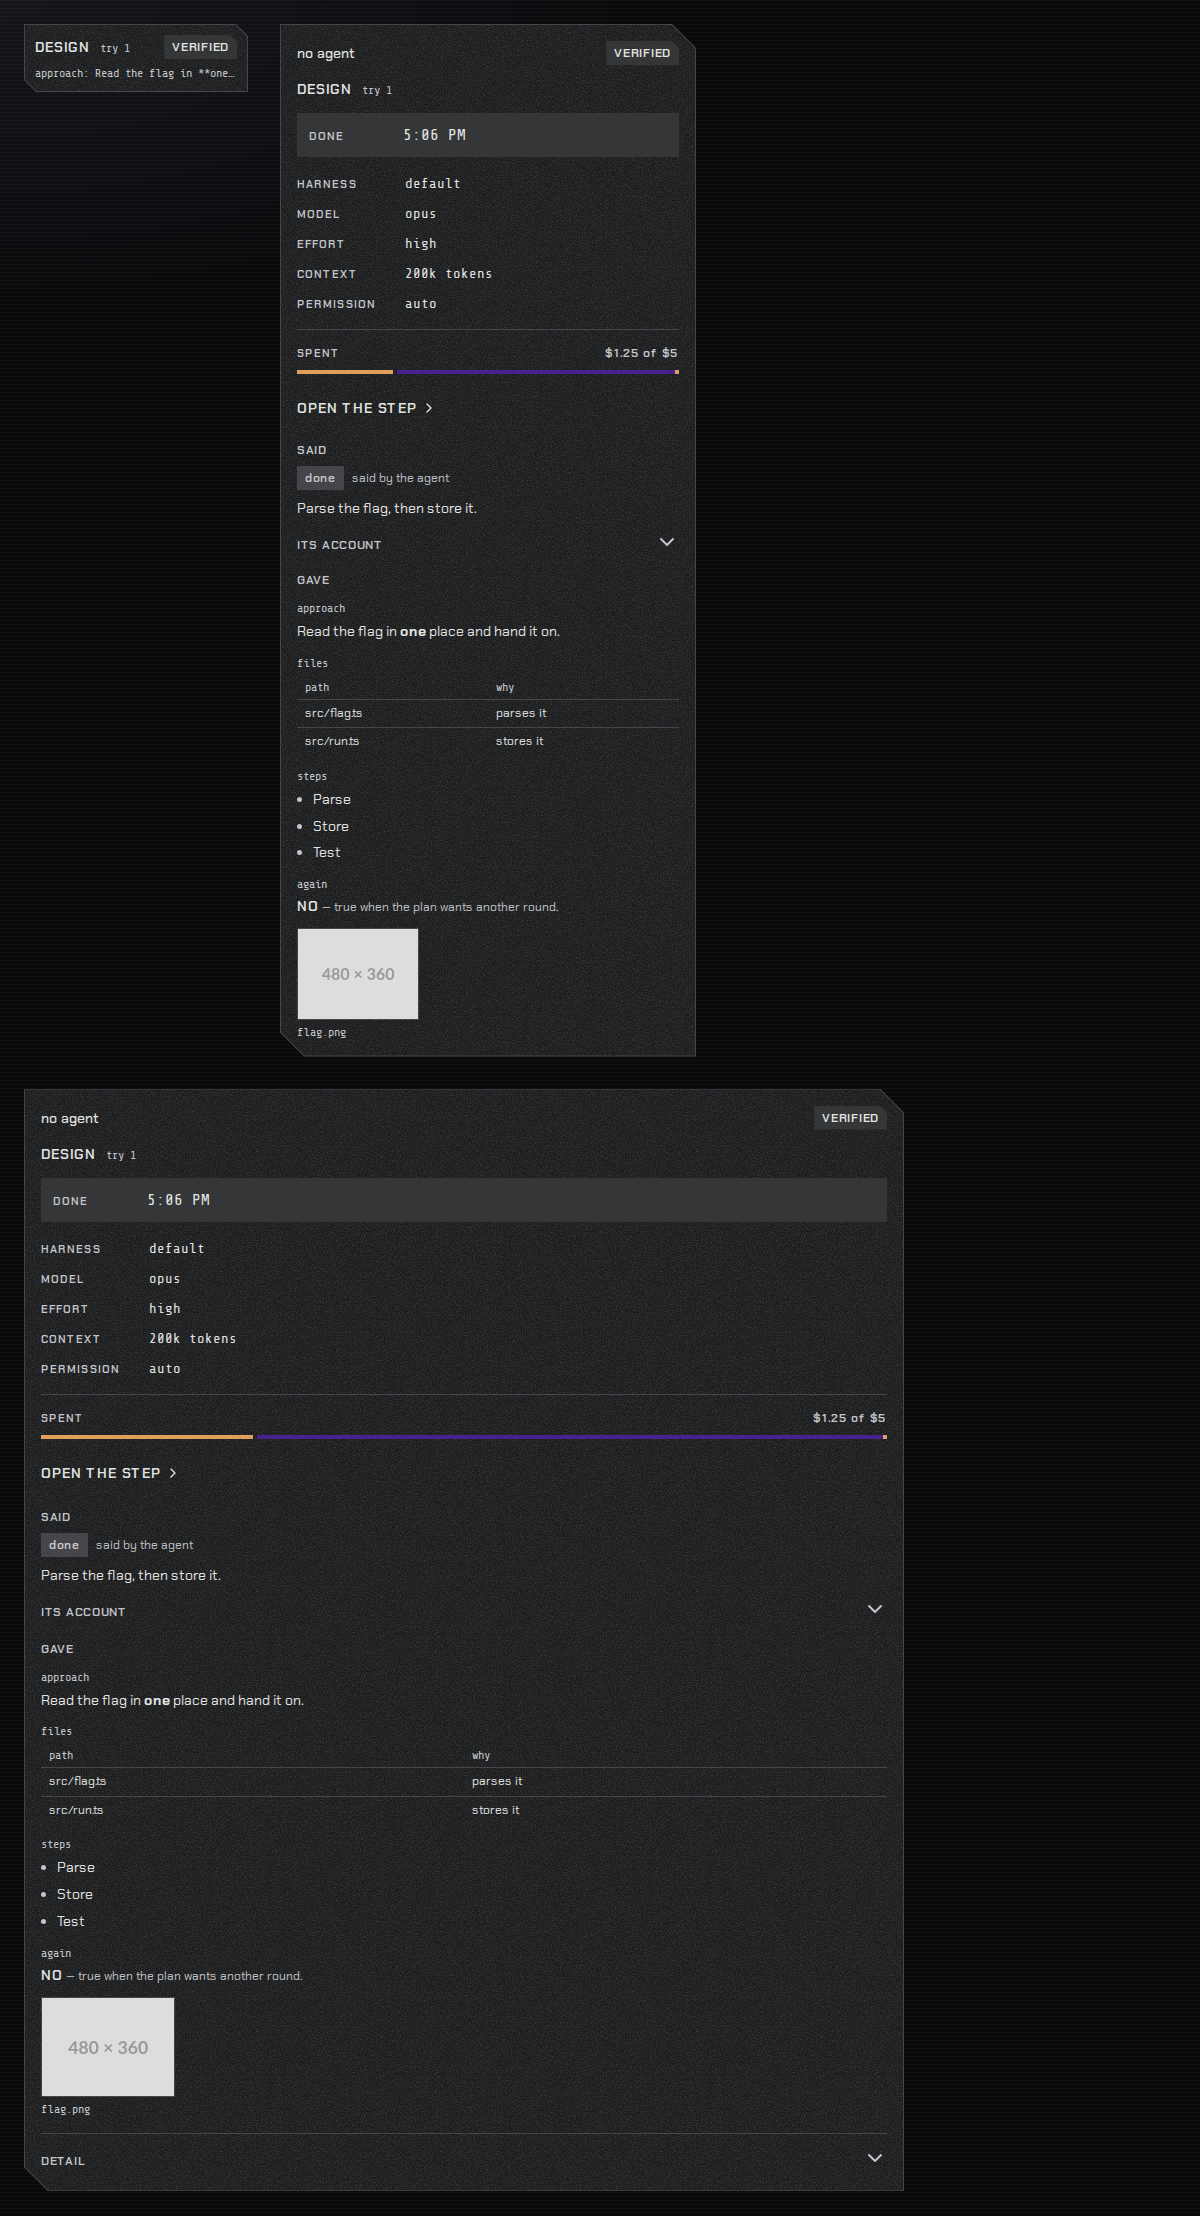 DESIGN try 1 VERIFIED
approach: Read the flag in **one…
no agent VERIFIED
DESIGN try 1
DONE 5:06 PM
HARNESS default
MODEL opus
EFFORT high
CONTEXT 200k tokens
PERMISSION auto
SPENT $1.25 of $5
OPEN THE STEP
SAID
done said by the agent
Parse the flag, then store it.
ITS ACCOUNT
GAVE
approach
Read the flag in one place and hand it on.
files
path why
src/flag.ts parses it
src/run.ts stores it
steps
• Parse
• Store
• Test
again
NO – true when the plan wants another round.
480 × 360
flag.png
no agent VERIFIED
DESIGN try 1
DONE 5:06 PM
HARNESS default
MODEL opus
EFFORT high
CONTEXT 200k tokens
PERMISSION auto
SPENT $1.25 of $5
OPEN THE STEP
SAID
done said by the agent
Parse the flag, then store it.
ITS ACCOUNT
GAVE
approach
Read the flag in one place and hand it on.
files
path why
src/flag.ts parses it
src/run.ts stores it
steps
• Parse
• Store
• Test
again
NO – true when the plan wants another round.
480 × 360
flag.png
DETAIL